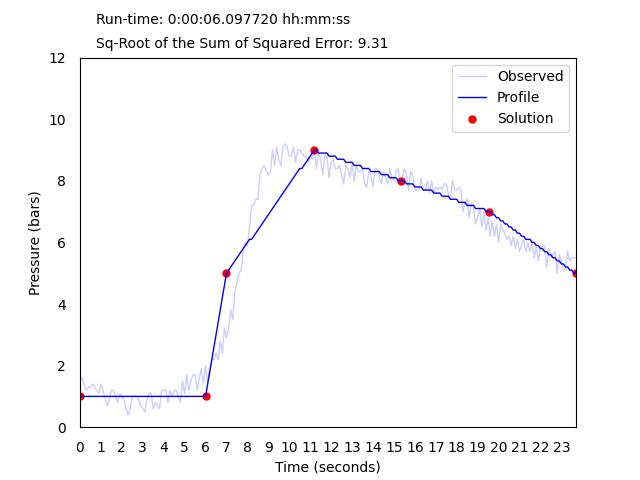 Run-time: 0:00:06.097720 hh:mm:ss
Sq-Root of the Sum of Squared Error: 9.31
12
10
8
6
4
2
0
Pressure (bars)
Observed
Profile
Solution
0 1 2 3 4 5 6 7 8 9 10 11 12 13 14 15 16 17 18 19 20 21 22 23
Time (seconds)